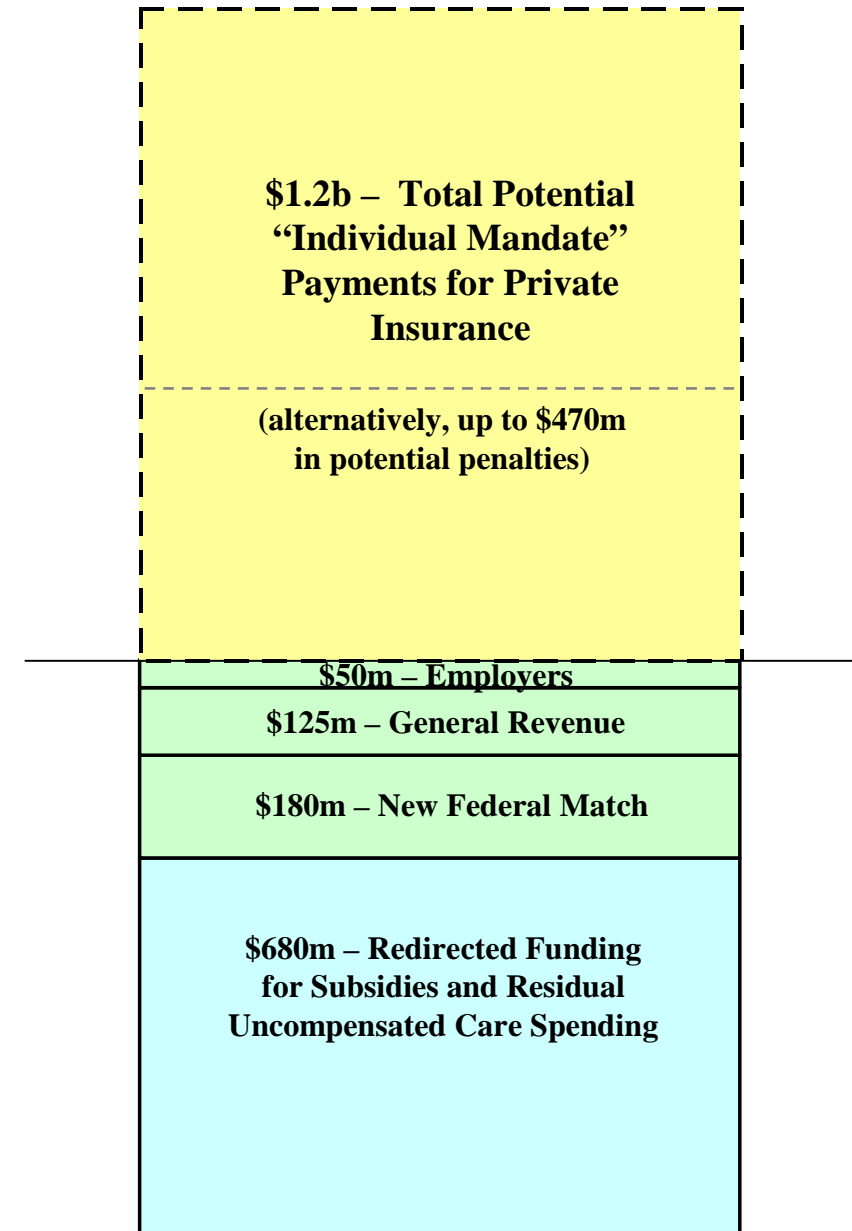 $1.2b –  Total Potential
“Individual Mandate”
Payments for Private
Insurance
(alternatively, up to $470m
in potential penalties)
$50m – Employers
$125m – General Revenue
$180m – New Federal Match
$680m – Redirected Funding
for Subsidies and Residual
Uncompensated Care Spending